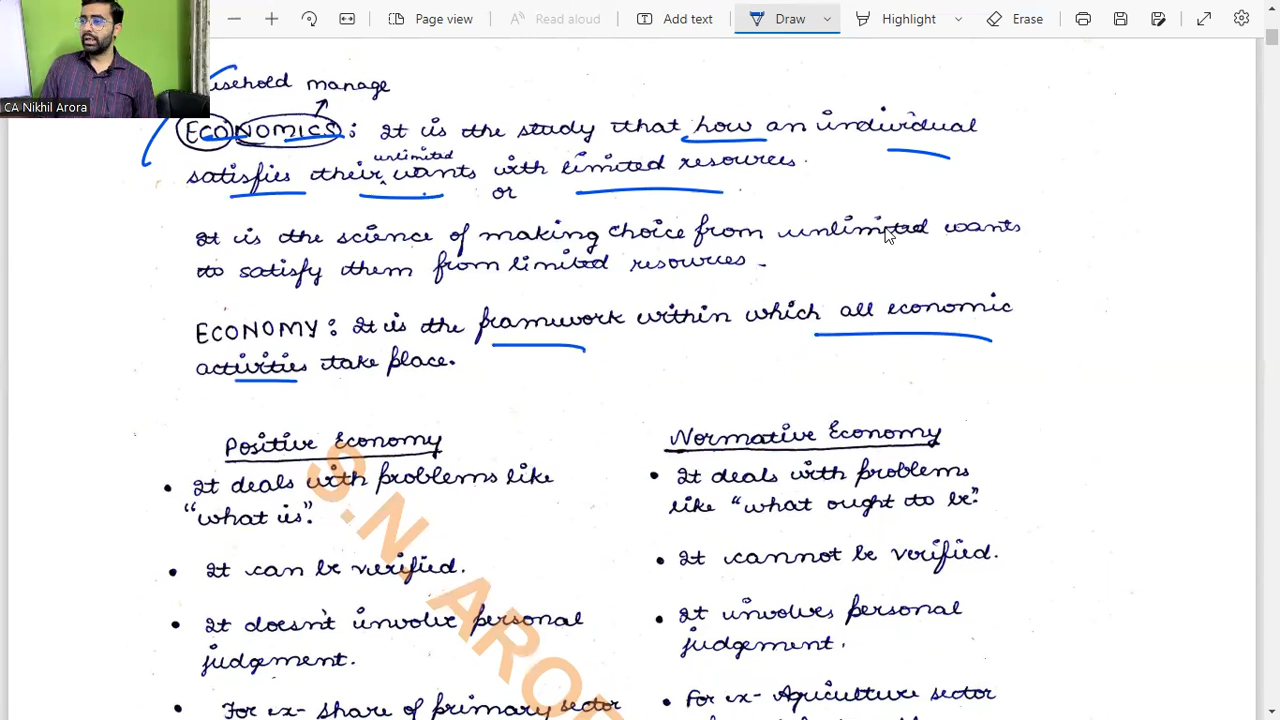 Page view
Read aloud
Add text
Draw
Highlight
Erase
CA Nikhil Arora
usehold manage
ECONOMICS: It is the study that how an individual
unlimited
satisfies their wants with limited resources.
or
It is the science of making choice from unlimited wants
to satisfy them from limited resources.
ECONOMY: It is the framework within which all economic
activities take place.
Positive Economy
• It deals with problems like
"what is".
• It can be verified.
• It doesn't involve personal
judgement.
• For ex- share of primary sector
Normative Economy
• It deals with problems
like "what ought to be".
• It cannot be verified.
• It involves personal
judgement.
• For ex- Agriculture sector
S.N. ARO